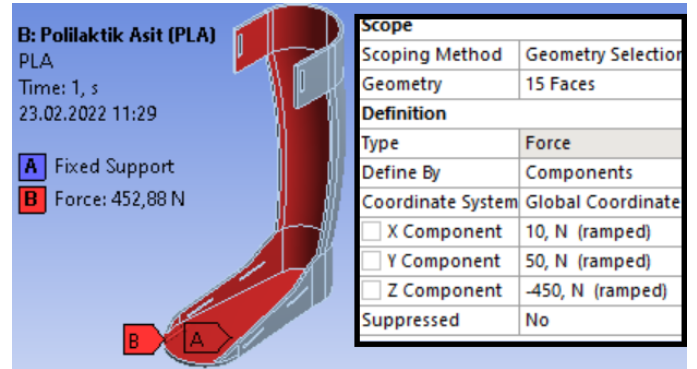 B: Polilaktik Asit (PLA)
PLA
Time: 1, s
23.02.2022 11:29
A Fixed Support
B Force: 452,88 N
B A
Scope
Scoping Method Geometry Selection
Geometry 15 Faces
Definition
Type Force
Define By Components
Coordinate System Global Coordinate
X Component 10, N (ramped)
Y Component 50, N (ramped)
Z Component -450, N (ramped)
Suppressed No